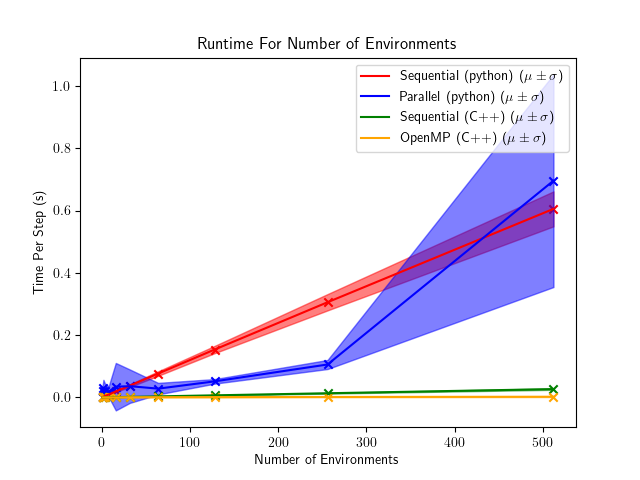 Runtime For Number of Environments
Sequential (python) (μ ± σ)
Parallel (python) (μ ± σ)
Sequential (C++) (μ ± σ)
OpenMP (C++) (μ ± σ)
Time Per Step (s)
1.0
0.8
0.6
0.4
0.2
0.0
0 100 200 300 400 500
Number of Environments